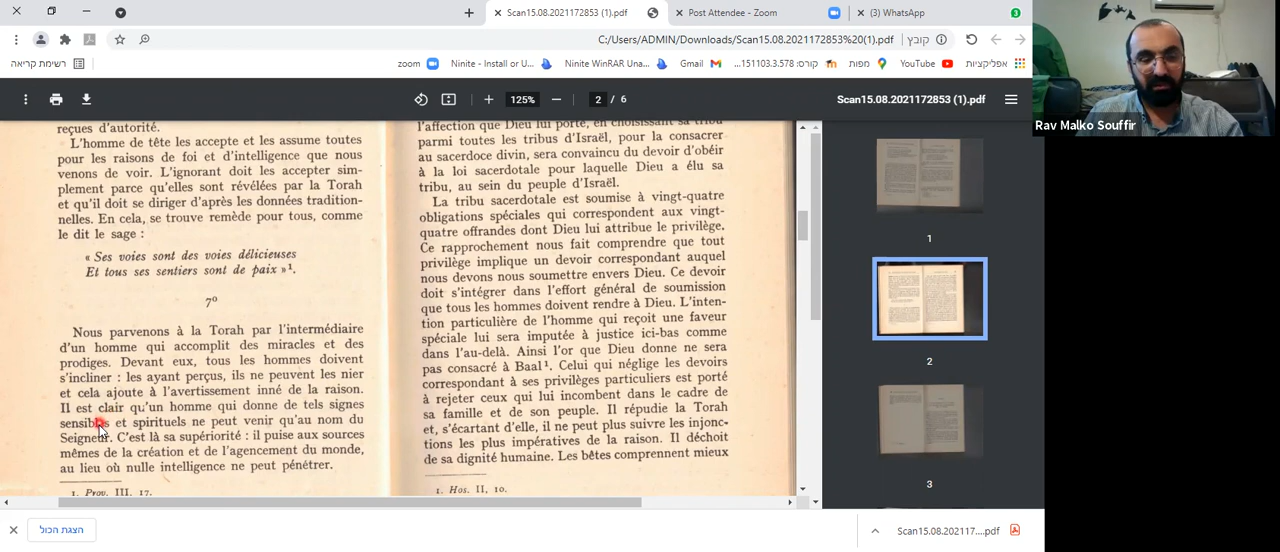 Scan15.08.2021172853 (1).pdf
Post Attendee - Zoom
(3) WhatsApp
3
C:/Users/ADMIN/Downloads/Scan15.08.2021172853%20(1).pdf
קובץ
רשימת קריאה
zoom
Ninite - Install or U...
Ninite WinRAR Una...
Gmail
קורס: 151103.3.578...
מפות
YouTube
אפליקציות
125%
2 / 6
Scan15.08.2021172853 (1).pdf
Rav Malko Souffir
reçues d'autorité.
L'homme de tête les accepte et les assume toutes
pour les raisons de foi et d'intelligence que nous
venons de voir. L'ignorant doit les accepter sim-
plement parce qu'elles sont révélées par la Torah
et qu'il doit se diriger d'après les données tradition-
nelles. En cela, se trouve remède pour tous, comme
le dit le sage :
« Ses voies sont des voies délicieuses
Et tous ses sentiers sont de paix »¹.
7º
Nous parvenons à la Torah par l'intermédiaire
d'un homme qui accomplit des miracles et des
prodiges. Devant eux, tous les hommes doivent
s'incliner : les ayant perçus, ils ne peuvent les nier
et cela ajoute à l'avertissement inné de la raison.
Il est clair qu'un homme qui donne de tels signes
sensibles et spirituels ne peut venir qu'au nom du
Seigneur. C'est là sa supériorité : il puise aux sources
mêmes de la création et de l'agencement du monde,
au lieu où nulle intelligence ne peut pénétrer.
1. Prov. III, 17.
l'affection que Dieu lui porte, en choisissant sa tribu
parmi toutes les tribus d'Israël, pour la consacrer
au sacerdoce divin, sera convaincu du devoir d'obéir
à la loi sacerdotale pour laquelle Dieu a élu sa
tribu, au sein du peuple d'Israël.
La tribu sacerdotale est soumise à vingt-quatre
obligations spéciales qui correspondent aux vingt-
quatre offrandes dont Dieu lui attribue le privilège.
Ce rapprochement nous fait comprendre que tout
privilège implique un devoir correspondant auquel
nous devons nous soumettre envers Dieu. Ce devoir
doit s'intégrer dans l'effort général de soumission
que tous les hommes doivent rendre à Dieu. L'inten-
tion particulière de l'homme qui reçoit une faveur
spéciale lui sera imputée à justice ici-bas comme
dans l'au-delà. Ainsi l'or que Dieu donne ne sera
pas consacré à Baal¹. Celui qui néglige les devoirs
correspondant à ses privilèges particuliers est porté
à rejeter ceux qui lui incombent dans le cadre de
sa famille et de son peuple. Il répudie la Torah
et, s'écartant d'elle, il ne peut plus suivre les injonc-
tions les plus impératives de la raison. Il déchoit
de sa dignité humaine. Les bêtes comprennent mieux
1. Hos. II, 10.
1
2
3
הצגת הכול
Scan15.08.202117....pdf